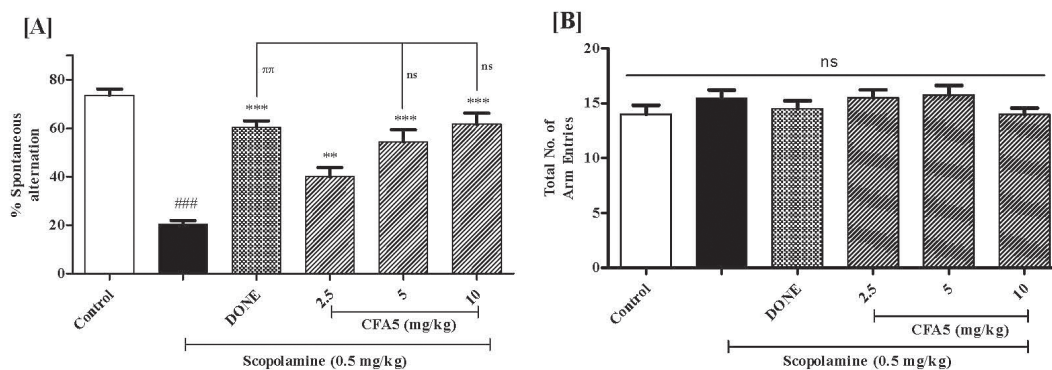 [A]
% Spontaneous
alternation
80
60
40
20
0
###
***
ππ
**
***
ns
***
ns
Control
DONE
2.5
5
10
CFA5 (mg/kg)
Scopolamine (0.5 mg/kg)
[B]
Total No. of
Arm Entries
20
15
10
5
0
ns
Control
DONE
2.5
5
10
CFA5 (mg/kg)
Scopolamine (0.5 mg/kg)